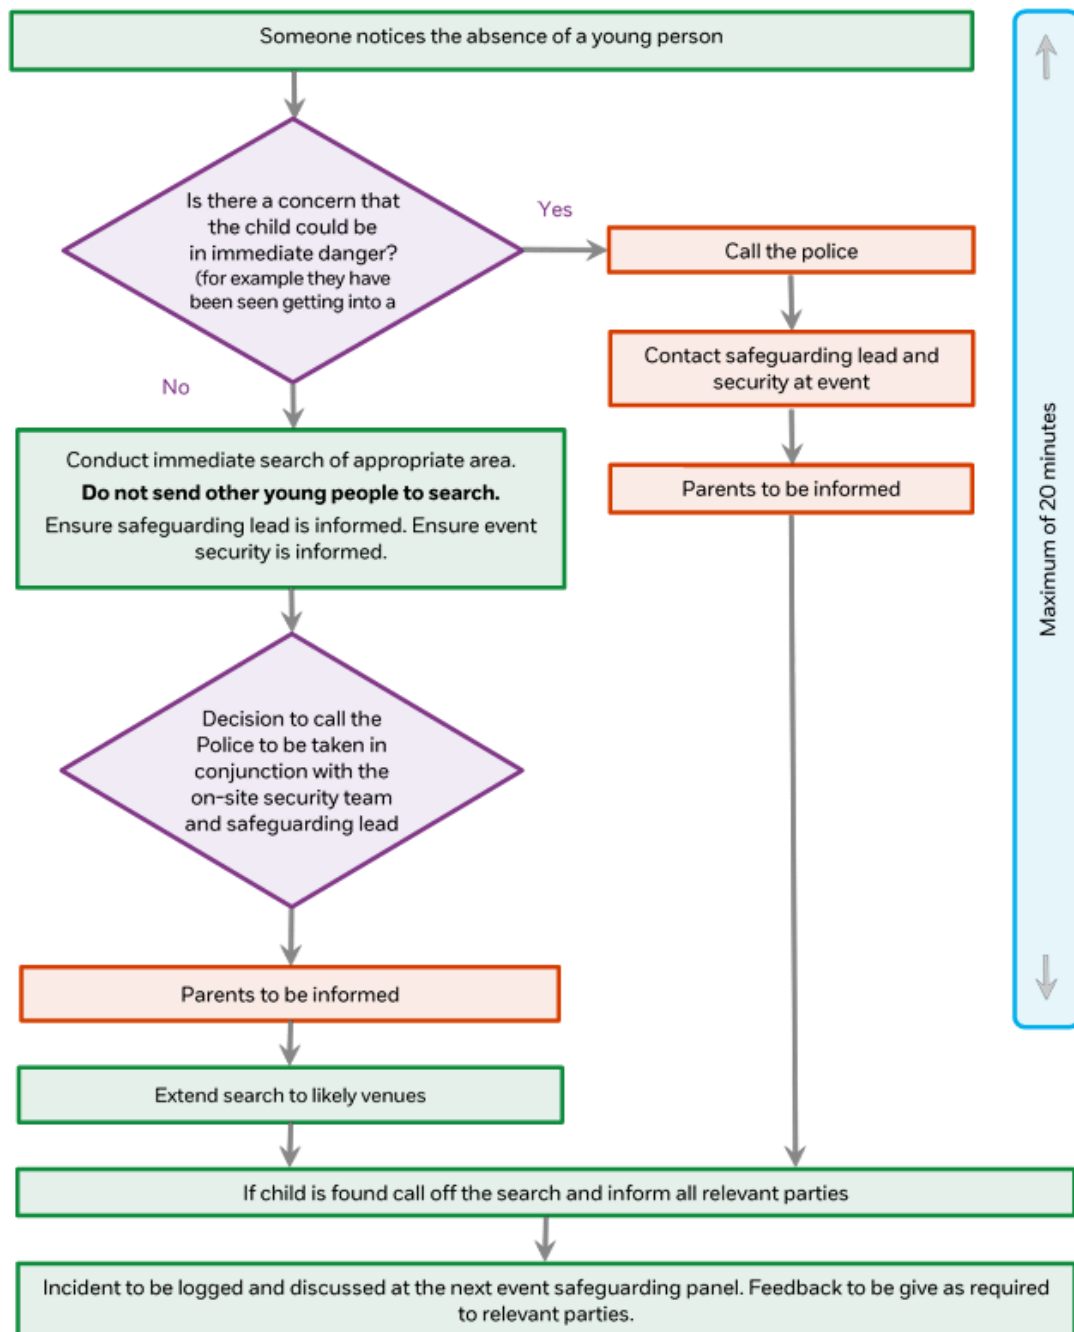 Someone notices the absence of a young person
Is there a concern that
the child could be
in immediate danger?
(for example they have
been seen getting into a
Yes
Call the police
Contact safeguarding lead and
security at event
Parents to be informed
No
Conduct immediate search of appropriate area.
Do not send other young people to search.
Ensure safeguarding lead is informed. Ensure event
security is informed.
Decision to call the
Police to be taken in
conjunction with the
on-site security team
and safeguarding lead
Parents to be informed
Extend search to likely venues
If child is found call off the search and inform all relevant parties
Incident to be logged and discussed at the next event safeguarding panel. Feedback to be give as required
to relevant parties.
Maximum of 20 minutes